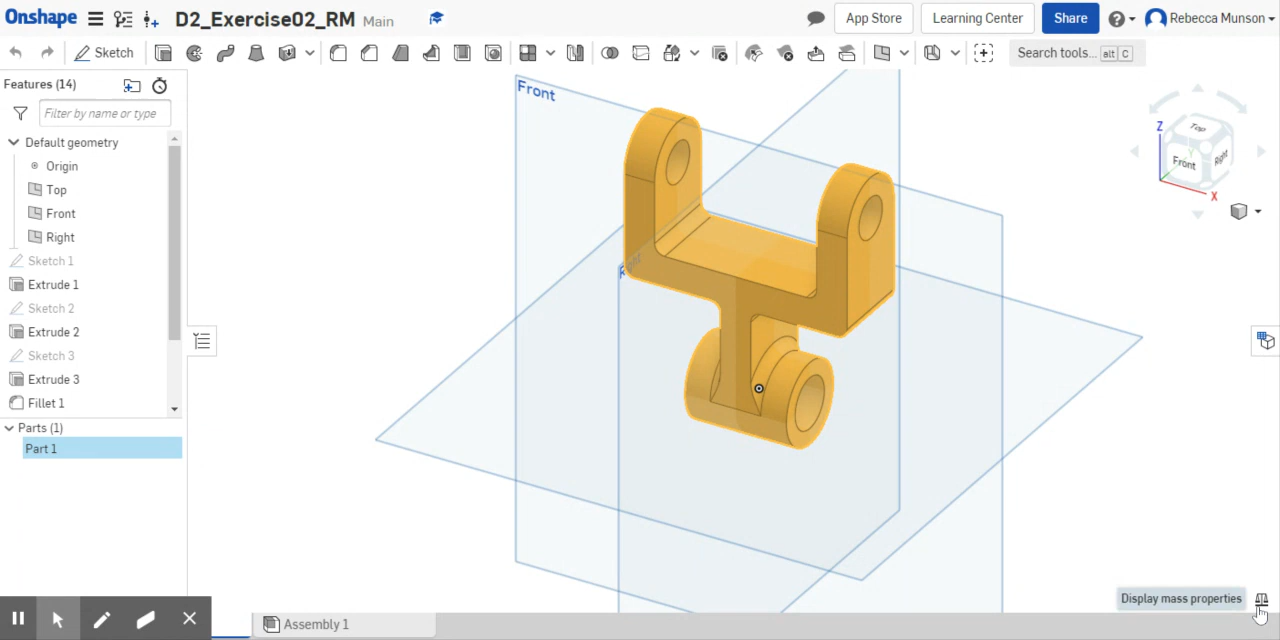 Onshape D2_Exercise02_RM Main App Store Learning Center Share Rebecca Munson
Sketch Search tools... alt C
Features (14)
Filter by name or type
Default geometry
Origin
Top
Front
Right
Sketch 1
Extrude 1
Sketch 2
Extrude 2
Sketch 3
Extrude 3
Fillet 1
Parts (1)
Part 1
Front
Z
Top
Front
Right
Y
X
Display mass properties
Assembly 1